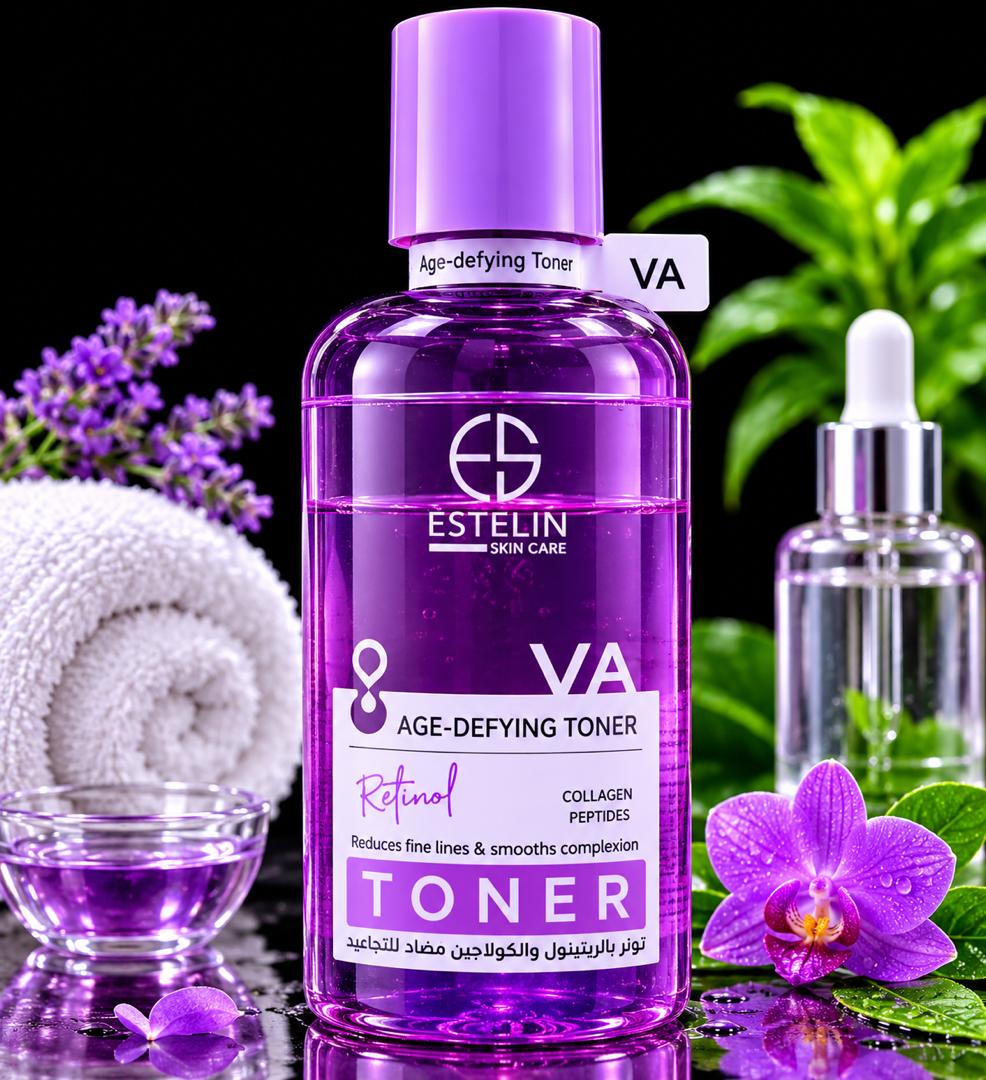 Age-defying Toner
VA
ES
ESTELIN
SKIN CARE
VA
AGE-DEFYING TONER
Retinol
COLLAGEN
PEPTIDES
Reduces fine lines & smooths complexion
TONER
تونر بالريتينول والكولاجين مضاد للتجاعيد